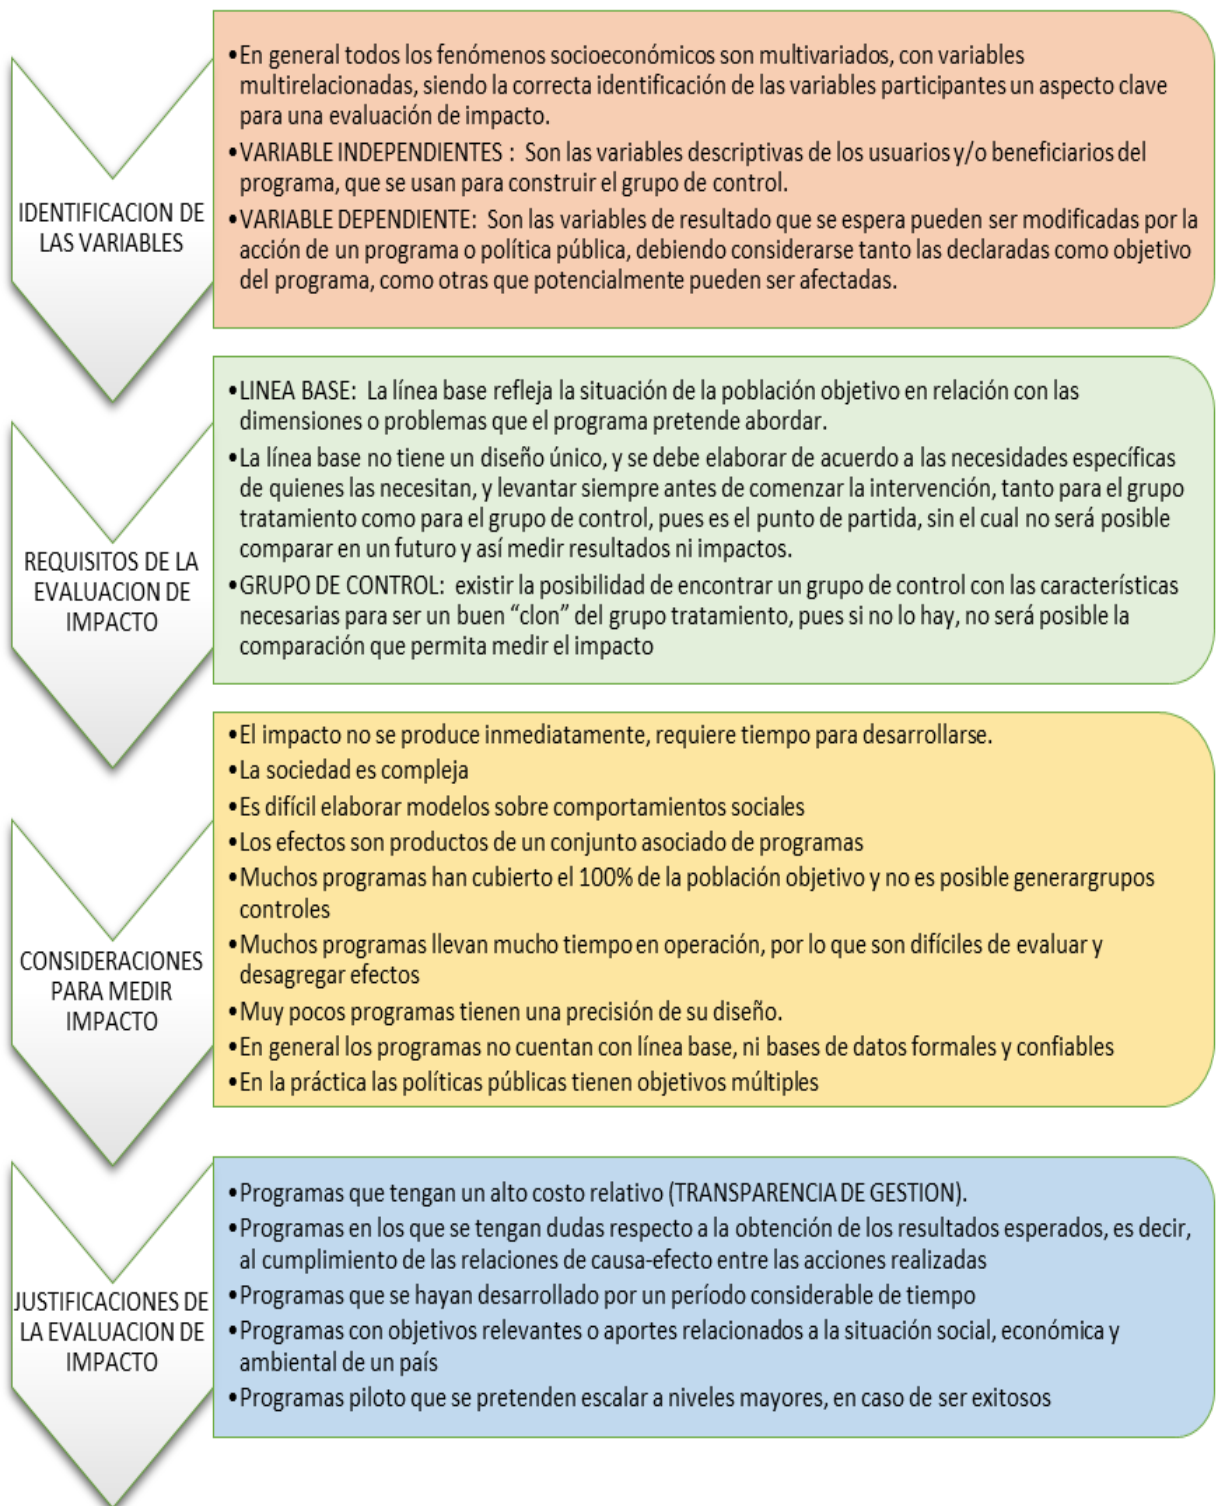 IDENTIFICACION DE
LAS VARIABLES
•En general todos los fenómenos socioeconómicos son multivariados, con variables
multirelacionadas, siendo la correcta identificación de las variables participantes un aspecto clave
para una evaluación de impacto.
•VARIABLE INDEPENDIENTES : Son las variables descriptivas de los usuarios y/o beneficiarios del
programa, que se usan para construir el grupo de control.
•VARIABLE DEPENDIENTE: Son las variables de resultado que se espera pueden ser modificadas por la
acción de un programa o política pública, debiendo considerarse tanto las declaradas como objetivo
del programa, como otras que potencialmente pueden ser afectadas.
REQUISITOS DE LA
EVALUACION DE
IMPACTO
•LINEA BASE: La línea base refleja la situación de la población objetivo en relación con las
dimensiones o problemas que el programa pretende abordar.
•La línea base no tiene un diseño único, y se debe elaborar de acuerdo a las necesidades específicas
de quienes las necesitan, y levantar siempre antes de comenzar la intervención, tanto para el grupo
tratamiento como para el grupo de control, pues es el punto de partida, sin el cual no será posible
comparar en un futuro y así medir resultados ni impactos.
•GRUPO DE CONTROL: existir la posibilidad de encontrar un grupo de control con las características
necesarias para ser un buen “clon” del grupo tratamiento, pues si no lo hay, no será posible la
comparación que permita medir el impacto
CONSIDERACIONES
PARA MEDIR
IMPACTO
•El impacto no se produce inmediatamente, requiere tiempo para desarrollarse.
•La sociedad es compleja
•Es difícil elaborar modelos sobre comportamientos sociales
•Los efectos son productos de un conjunto asociado de programas
•Muchos programas han cubierto el 100% de la población objetivo y no es posible generargrupos
controles
•Muchos programas llevan mucho tiempo en operación, por lo que son difíciles de evaluar y
desagregar efectos
•Muy pocos programas tienen una precisión de su diseño.
•En general los programas no cuentan con línea base, ni bases de datos formales y confiables
•En la práctica las políticas públicas tienen objetivos múltiples
JUSTIFICACIONES DE
LA EVALUACION DE
IMPACTO
•Programas que tengan un alto costo relativo (TRANSPARENCIA DE GESTION).
•Programas en los que se tengan dudas respecto a la obtención de los resultados esperados, es decir,
al cumplimiento de las relaciones de causa-efecto entre las acciones realizadas
•Programas que se hayan desarrollado por un período considerable de tiempo
•Programas con objetivos relevantes o aportes relacionados a la situación social, económica y
ambiental de un país
•Programas piloto que se pretenden escalar a niveles mayores, en caso de ser exitosos